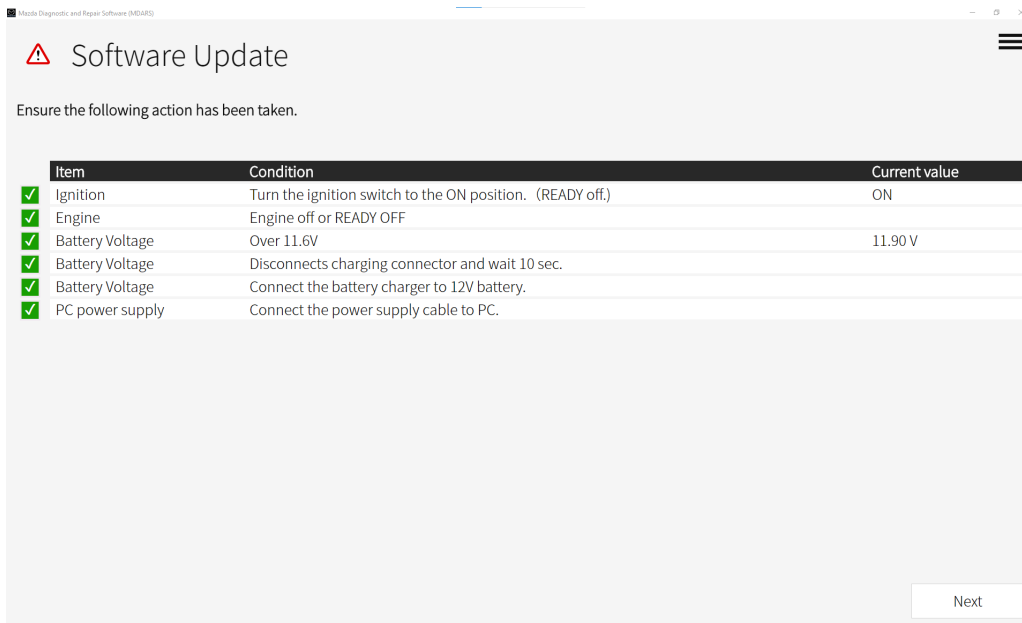 Mazda Diagnostic and Repair Software (MDARS)
Software Update
Ensure the following action has been taken.
Item Condition Current value
Ignition Turn the ignition switch to the ON position. (READY off.) ON
Engine Engine off or READY OFF
Battery Voltage Over 11.6V 11.90 V
Battery Voltage Disconnects charging connector and wait 10 sec.
Battery Voltage Connect the battery charger to 12V battery.
PC power supply Connect the power supply cable to PC.
Next